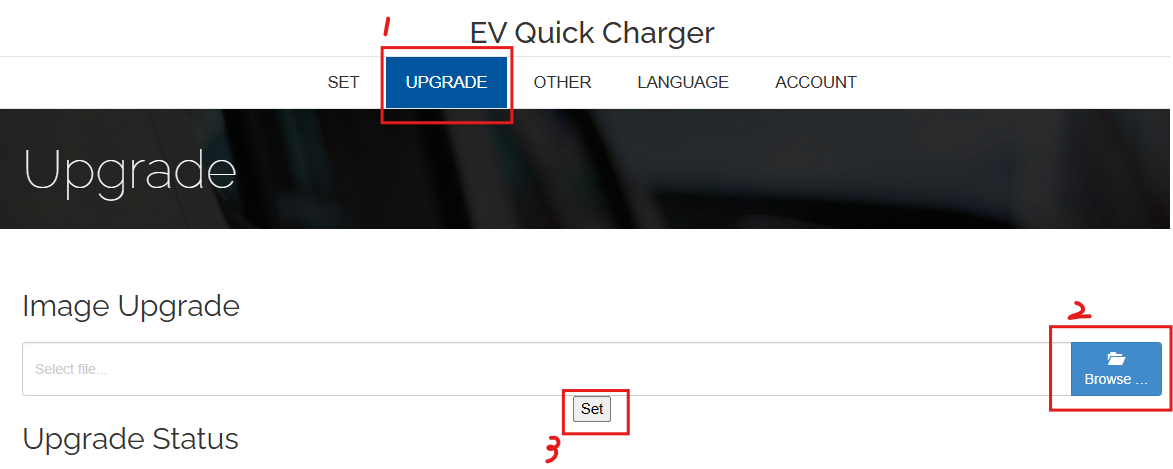 1
EV Quick Charger
SET UPGRADE OTHER LANGUAGE ACCOUNT
Upgrade
Image Upgrade
2
Select file...
Browse ...
Set
3
Upgrade Status